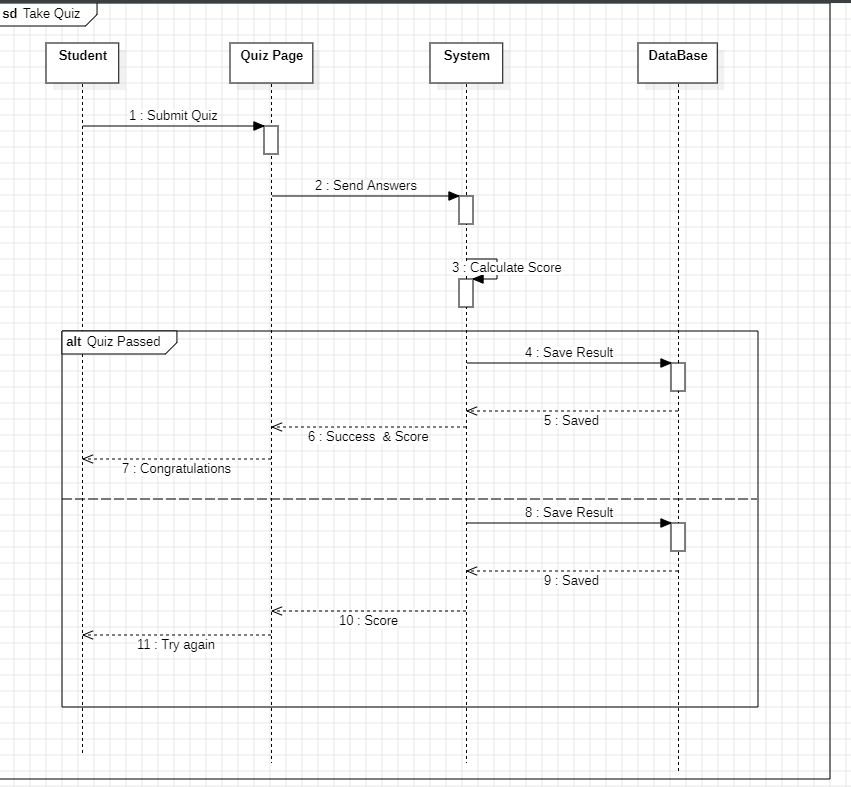 sd Take Quiz
Student
Quiz Page
System
DataBase
1 : Submit Quiz
2 : Send Answers
3 : Calculate Score
alt Quiz Passed
4 : Save Result
5 : Saved
6 : Success & Score
7 : Congratulations
8 : Save Result
9 : Saved
10 : Score
11 : Try again